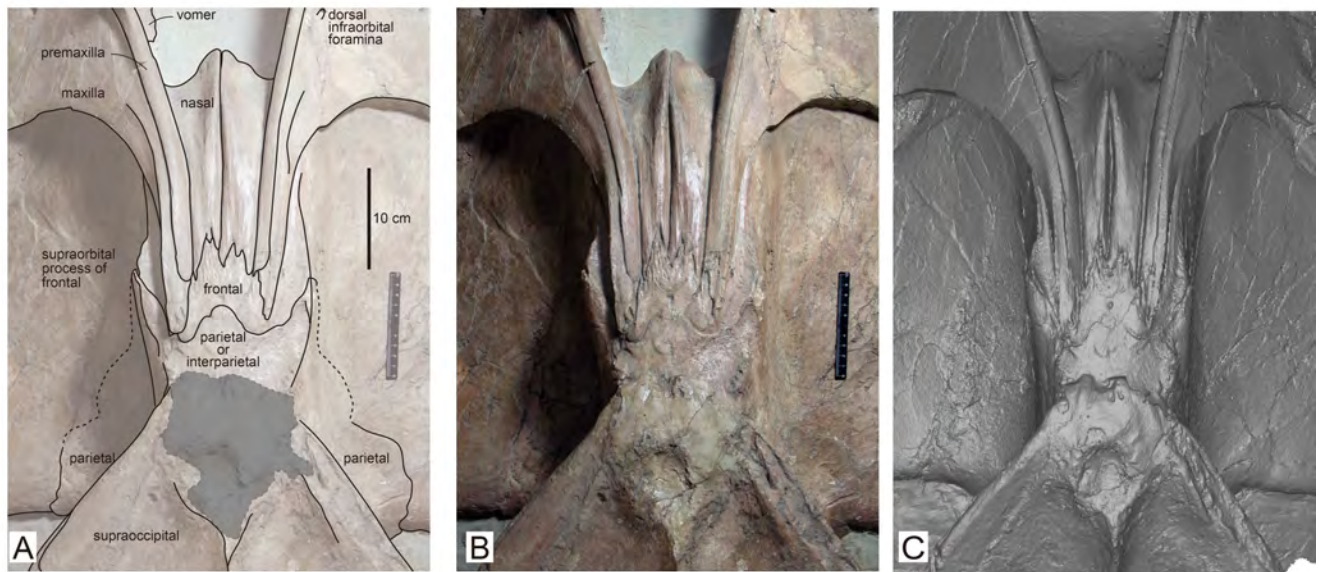 vomer
dorsal
infraorbital
foramina
premaxilla
maxilla
nasal
10 cm
supraorbital
process of
frontal
frontal
parietal
or
interparietal
parietal
parietal
supraoccipital
A
B
C